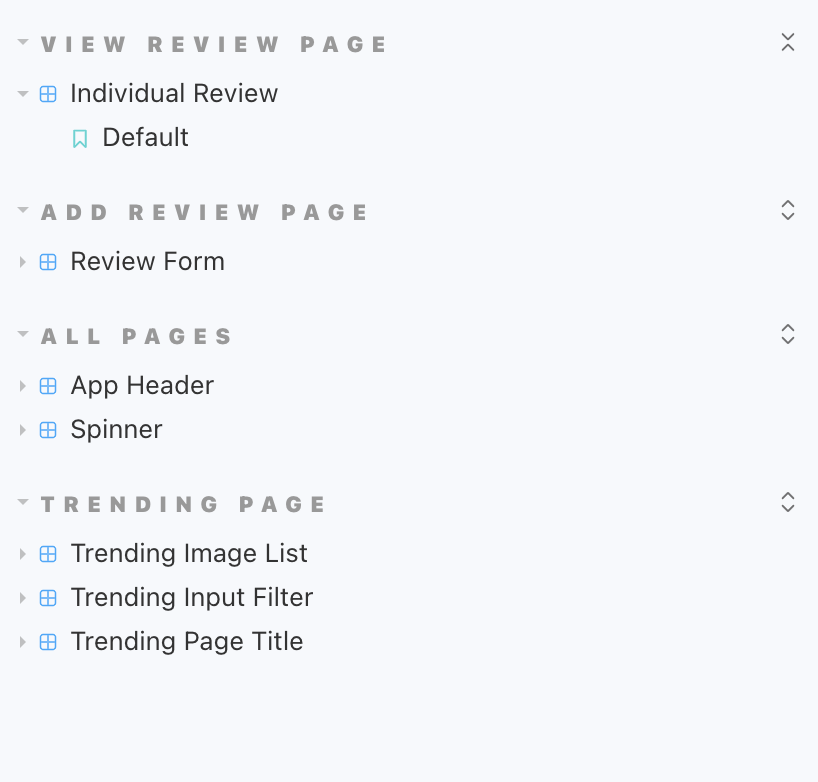 VIEW REVIEW PAGE
Individual Review
Default
ADD REVIEW PAGE
Review Form
ALL PAGES
App Header
Spinner
TRENDING PAGE
Trending Image List
Trending Input Filter
Trending Page Title